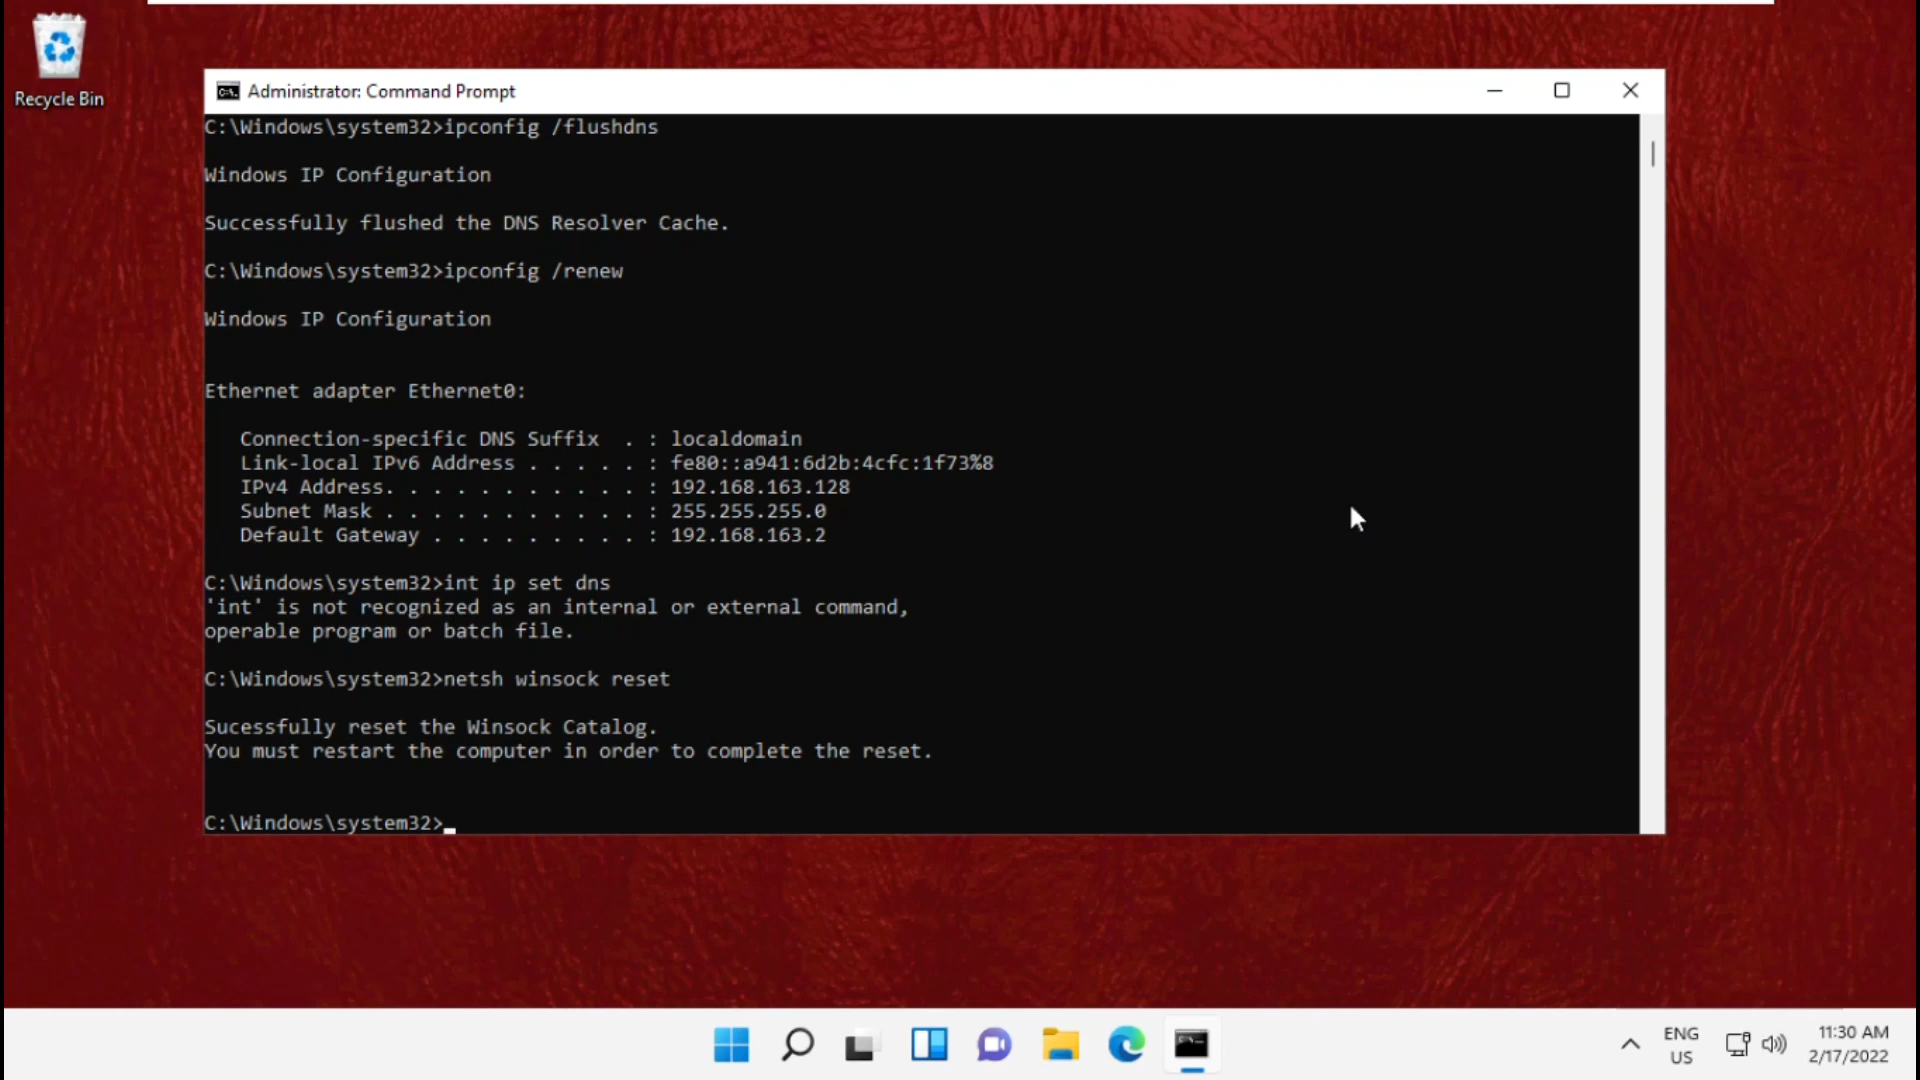 Recycle Bin
Administrator: Command Prompt
C:\Windows\system32>ipconfig /flushdns
Windows IP Configuration
Successfully flushed the DNS Resolver Cache.
C:\Windows\system32>ipconfig /renew
Windows IP Configuration
Ethernet adapter Ethernet0:
Connection-specific DNS Suffix  . : localdomain
Link-local IPv6 Address . . . . . : fe80::a941:6d2b:4cfc:1f73%8
IPv4 Address. . . . . . . . . . . : 192.168.163.128
Subnet Mask . . . . . . . . . . . : 255.255.255.0
Default Gateway . . . . . . . . . : 192.168.163.2
C:\Windows\system32>int ip set dns
'int' is not recognized as an internal or external command,
operable program or batch file.
C:\Windows\system32>netsh winsock reset
Sucessfully reset the Winsock Catalog.
You must restart the computer in order to complete the reset.
C:\Windows\system32>
ENG
US
11:30 AM
2/17/2022